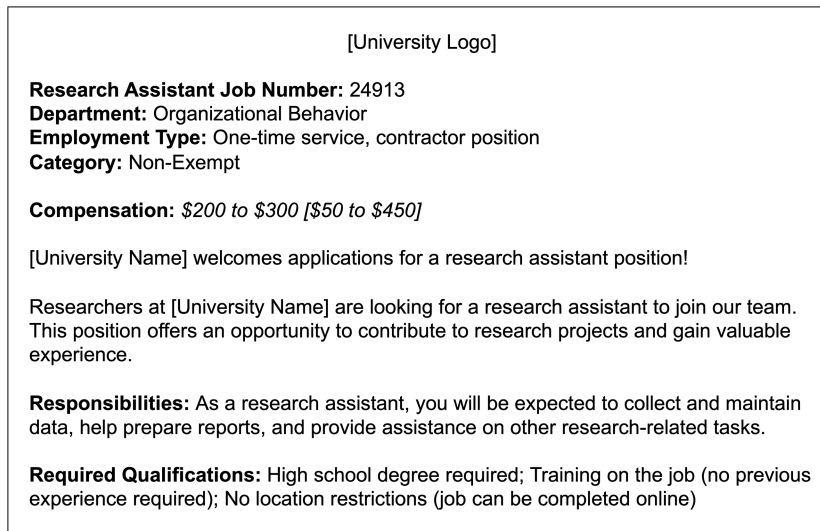 [University Logo]
Research Assistant Job Number: 24913
Department: Organizational Behavior
Employment Type: One-time service, contractor position
Category: Non-Exempt
Compensation: $200 to $300 [$50 to $450]
[University Name] welcomes applications for a research assistant position!
Researchers at [University Name] are looking for a research assistant to join our team.
This position offers an opportunity to contribute to research projects and gain valuable
experience.
Responsibilities: As a research assistant, you will be expected to collect and maintain
data, help prepare reports, and provide assistance on other research-related tasks.
Required Qualifications: High school degree required; Training on the job (no previous
experience required); No location restrictions (job can be completed online)